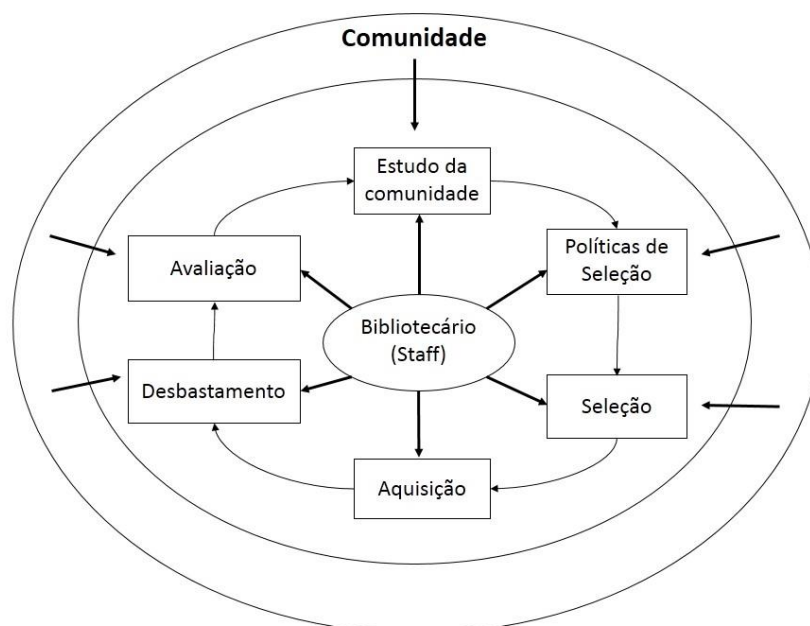 Comunidade
Estudo da
comunidade
Políticas de
Seleção
Avaliação
Bibliotecário
(Staff)
Desbastamento
Seleção
Aquisição